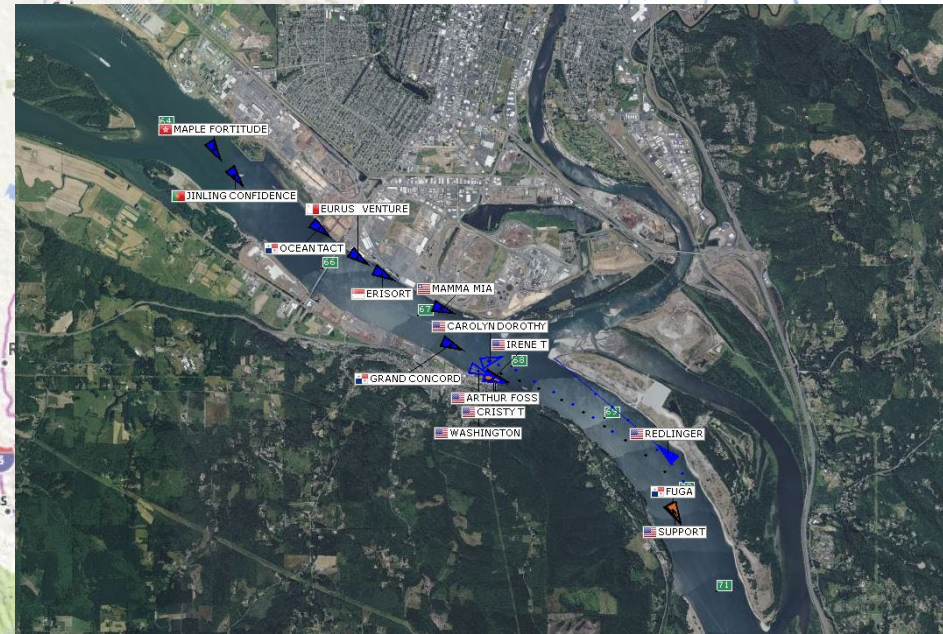 64
MAPLE FORTITUDE
JINLING CONFIDENCE
EURUS VENTURE
OCEAN TACT
66
ERISORT
MAMMA MIA
67
CAROLYN DOROTHY
IRENE T
68
GRAND CONCORD
ARTHUR FOSS
CRISTY T
69
REDLINGER
WASHINGTON
FUGA
SUPPORT
71